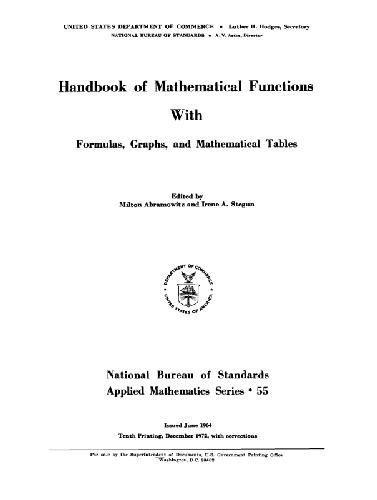 UNITED STATES DEPARTMENT OF COMMERCE • Luther H. Hodges, Secretary
NATIONAL BUREAU OF STANDARDS • A. V. Astin, Director
Handbook of Mathematical Functions
With
Formulas, Graphs, and Mathematical Tables
Edited by
Milton Abramowitz and Irene A. Stegun
DEPARTMENT OF COMMERCE
UNITED STATES OF AMERICA
National Bureau of Standards
Applied Mathematics Series • 55
Issued June 1964
Tenth Printing, December 1972, with corrections
For sale by the Superintendent of Documents, U.S. Government Printing Office
Washington, D.C. 20402